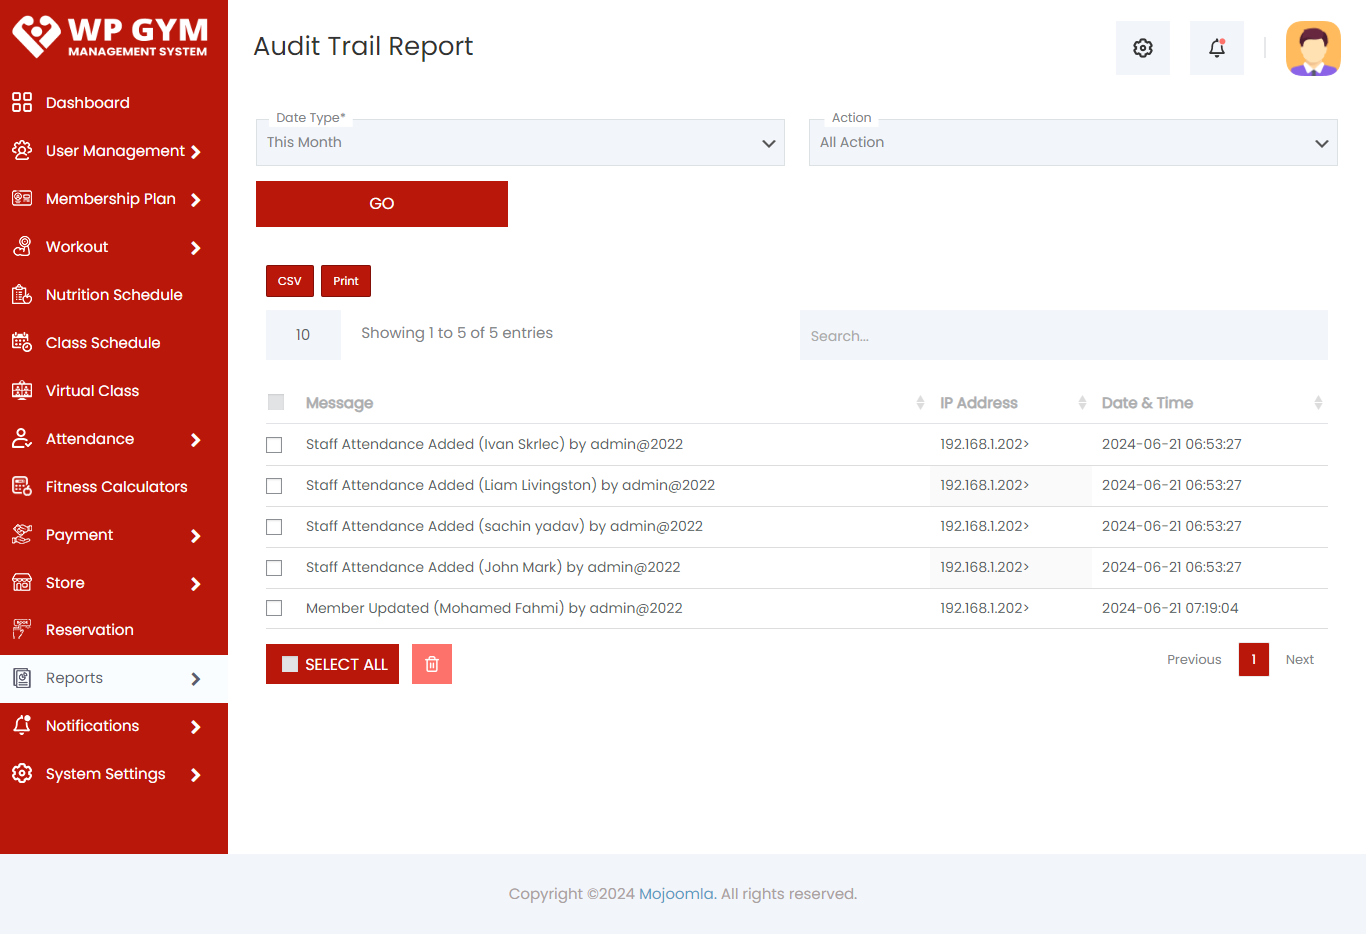 WP GYM
MANAGEMENT SYSTEM
Audit Trail Report
Dashboard
User Management
Membership Plan
Workout
Nutrition Schedule
Class Schedule
Virtual Class
Attendance
Fitness Calculators
Payment
Store
Reservation
Reports
Notifications
System Settings
Date Type*
This Month
Action
All Action
GO
CSV Print
10 Showing 1 to 5 of 5 entries Search...
Message IP Address Date & Time
Staff Attendance Added (Ivan Skrlec) by admin@2022 192.168.1.202> 2024-06-21 06:53:27
Staff Attendance Added (Liam Livingston) by admin@2022 192.168.1.202> 2024-06-21 06:53:27
Staff Attendance Added (sachin yadav) by admin@2022 192.168.1.202> 2024-06-21 06:53:27
Staff Attendance Added (John Mark) by admin@2022 192.168.1.202> 2024-06-21 06:53:27
Member Updated (Mohamed Fahmi) by admin@2022 192.168.1.202> 2024-06-21 07:19:04
SELECT ALL Previous 1 Next
Copyright ©2024 Mojoomla. All rights reserved.